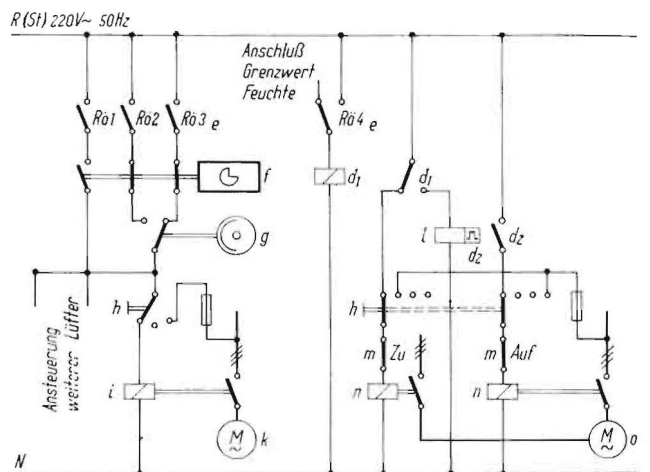 R (St) 220V~ 50Hz
Anschluß
Grenzwert
Feuchte
Rö1
Rö2
Rö3 e
Rö4 e
f
d1
d1
l
d2
d2
g
h
h
Ansteuerung
weiterer Lüfter
m Zu
m Auf
i
n
n
M
~
k
M
~
o
N